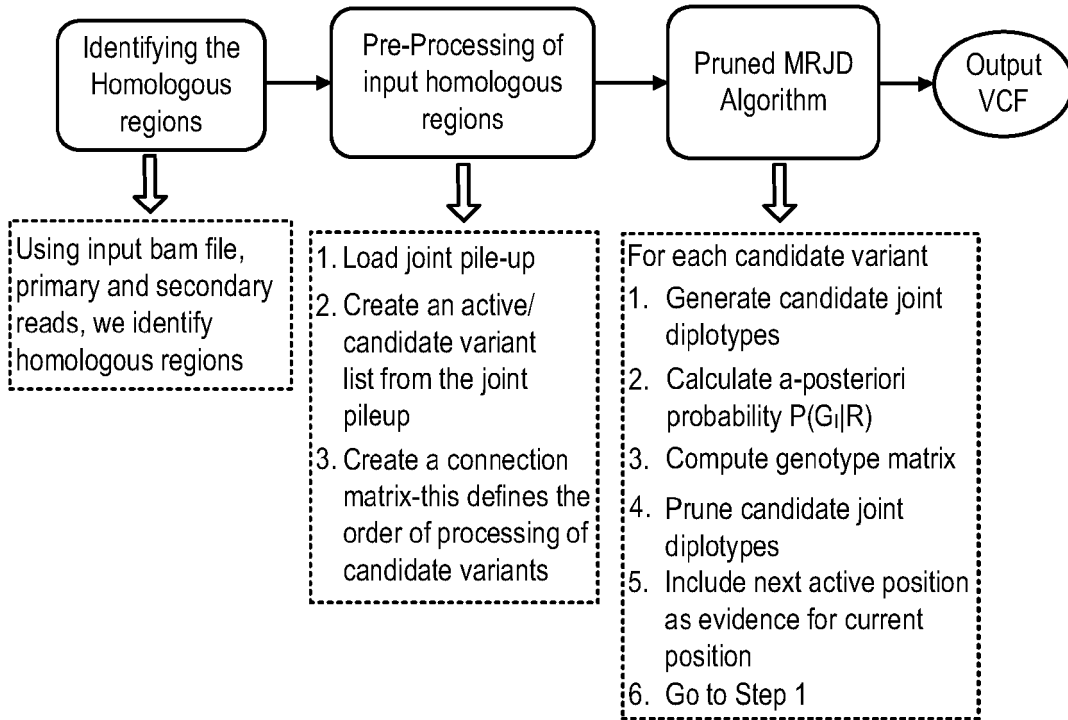 Identifying the
Homologous
regions
Pre-Processing of
input homologous
regions
Pruned MRJD
Algorithm
Output
VCF
Using input bam file,
primary and secondary
reads, we identify
homologous regions
1. Load joint pile-up
2. Create an active/
candidate variant
list from the joint
pileup
3. Create a connection
matrix-this defines the
order of processing of
candidate variants
For each candidate variant
1. Generate candidate joint
diplotypes
2. Calculate a-posteriori
probability P(Gᵢ|R)
3. Compute genotype matrix
4. Prune candidate joint
diplotypes
5. Include next active position
as evidence for current
position
6. Go to Step 1